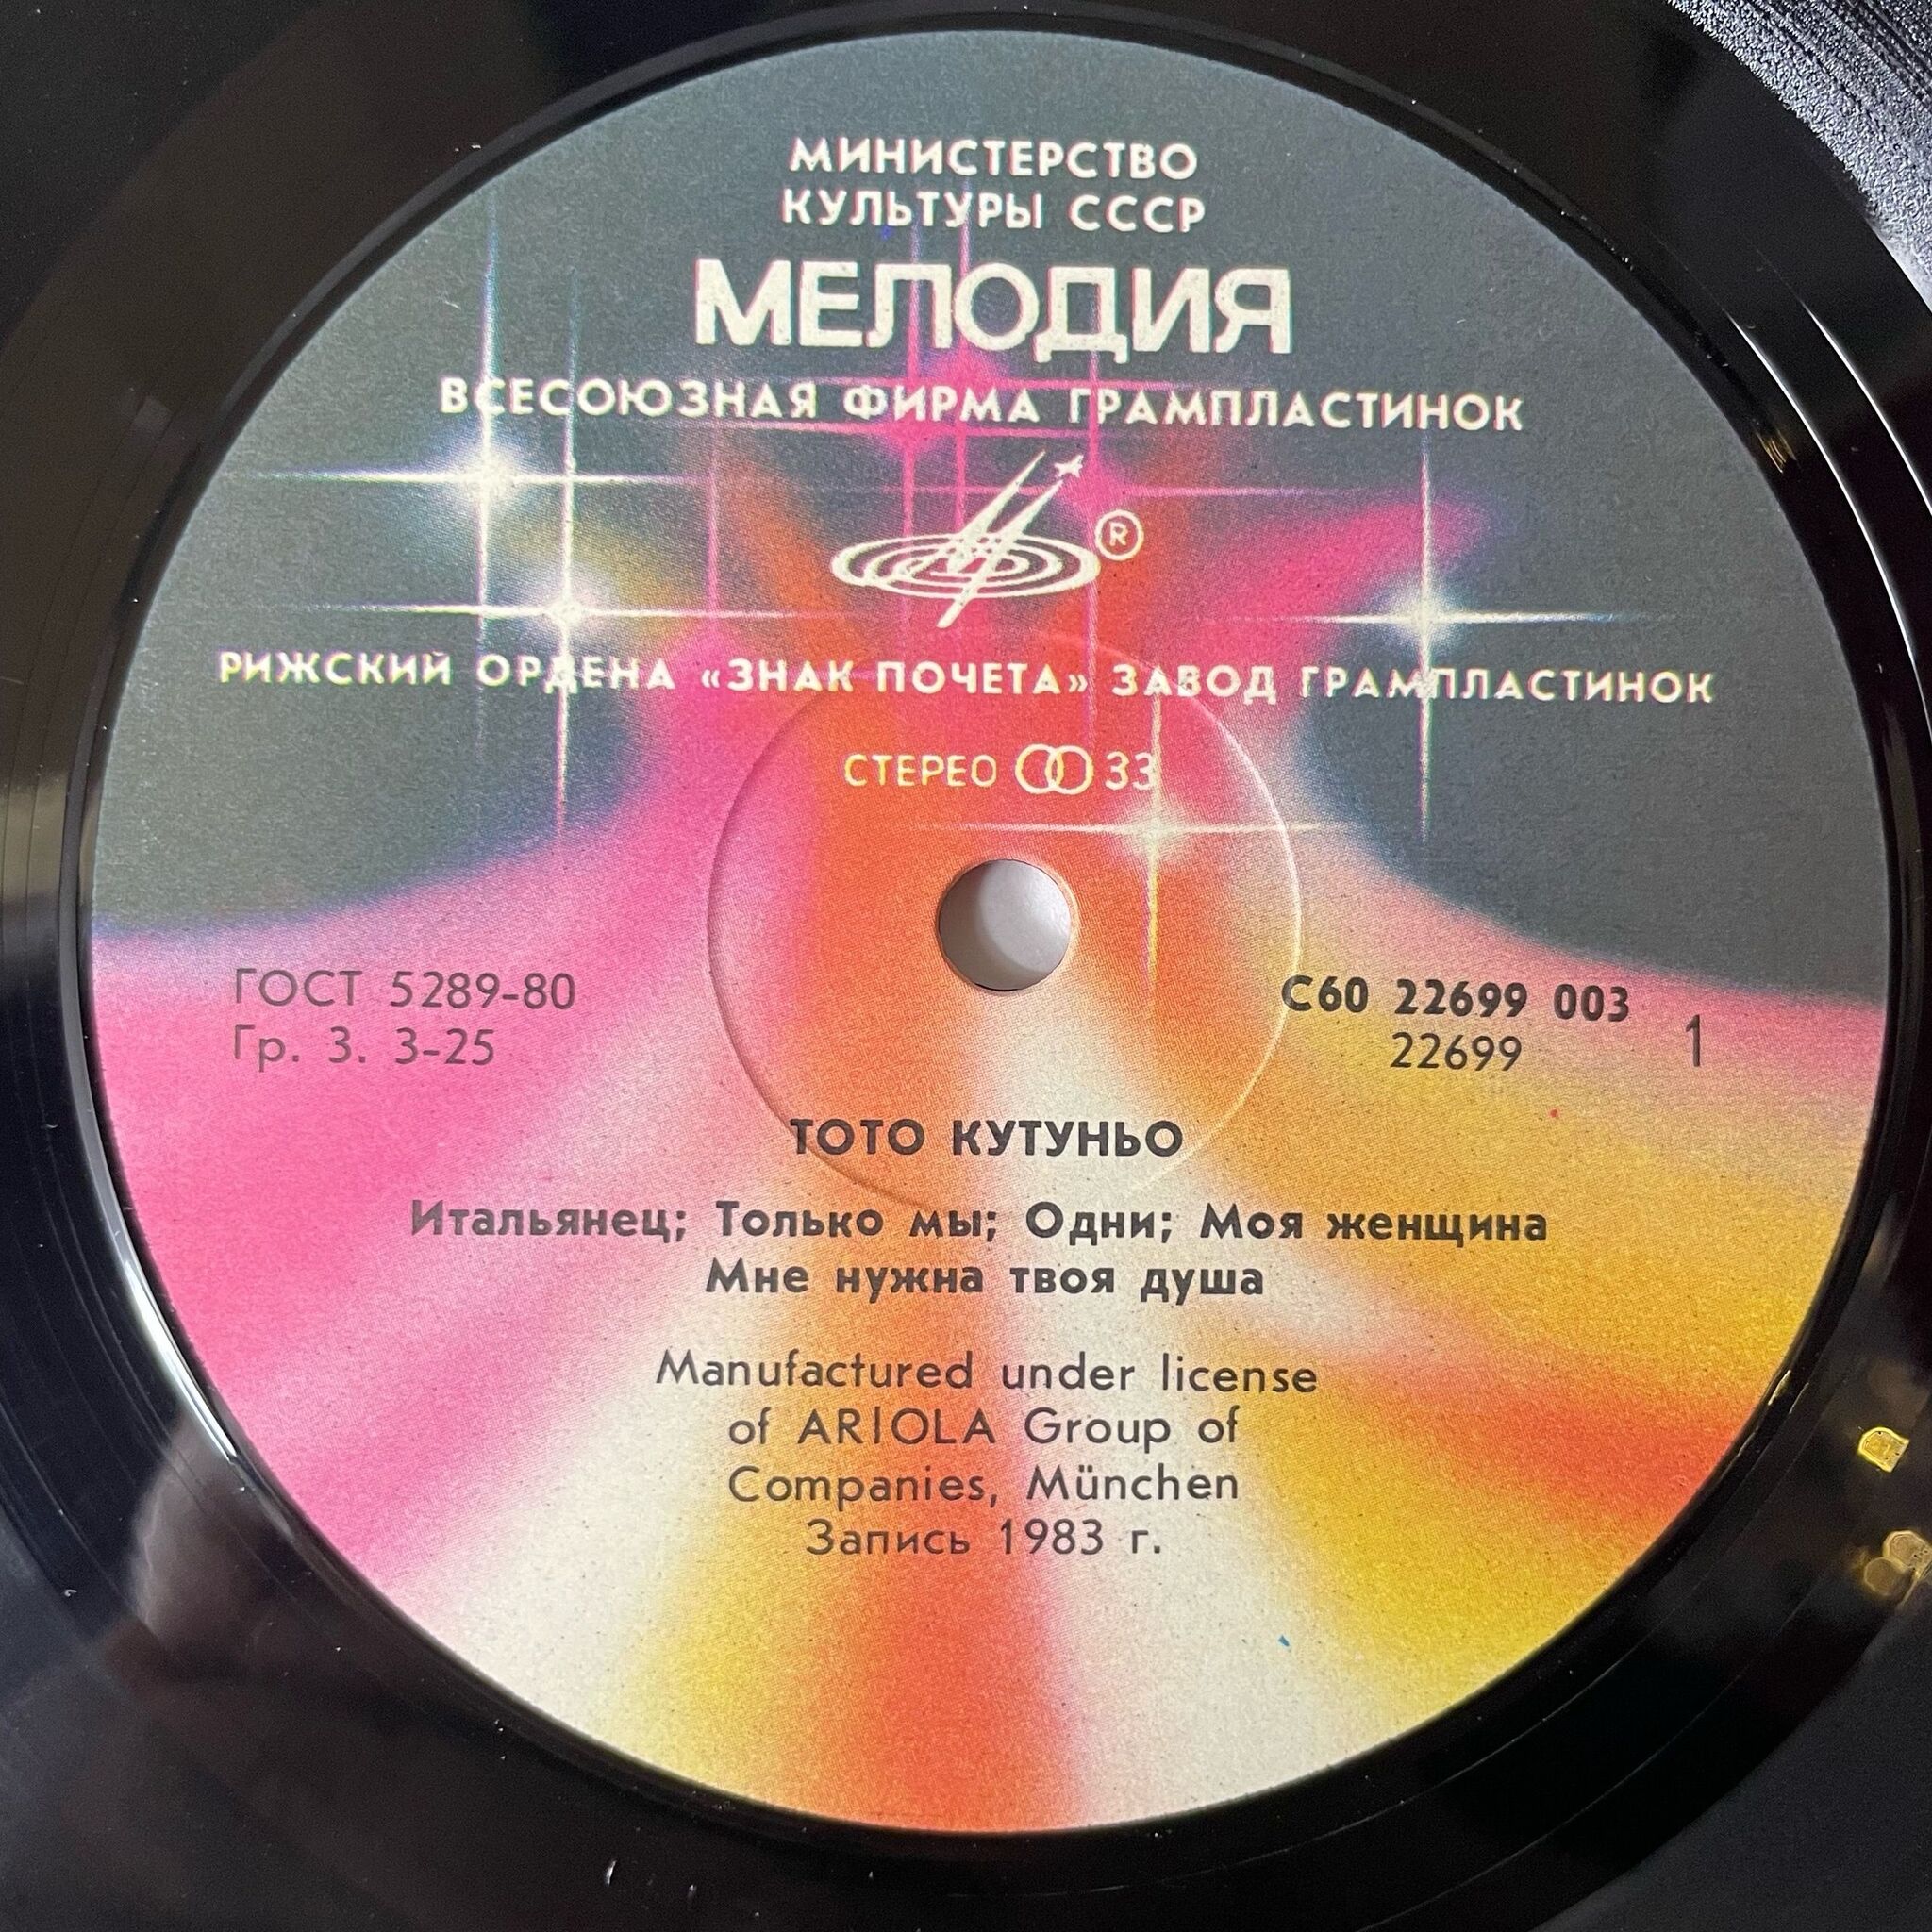 МИНИСТЕРСТВО
КУЛЬТУРЫ СССР
МЕЛОДИЯ
ВСЕСОЮЗНАЯ ФИРМА ГРАМПЛАСТИНОК
®
РИЖСКИЙ ОРДЕНА «ЗНАК ПОЧЕТА» ЗАВОД ГРАМПЛАСТИНОК
СТЕРЕО 33
ГОСТ 5289-80
Гр. 3. 3-25
С60 22699 003
22699
1
ТОТО КУТУНЬО
Итальянец; Только мы; Одни; Моя женщина
Мне нужна твоя душа
Manufactured under license
of ARIOLA Group of
Companies, München
Запись 1983 г.